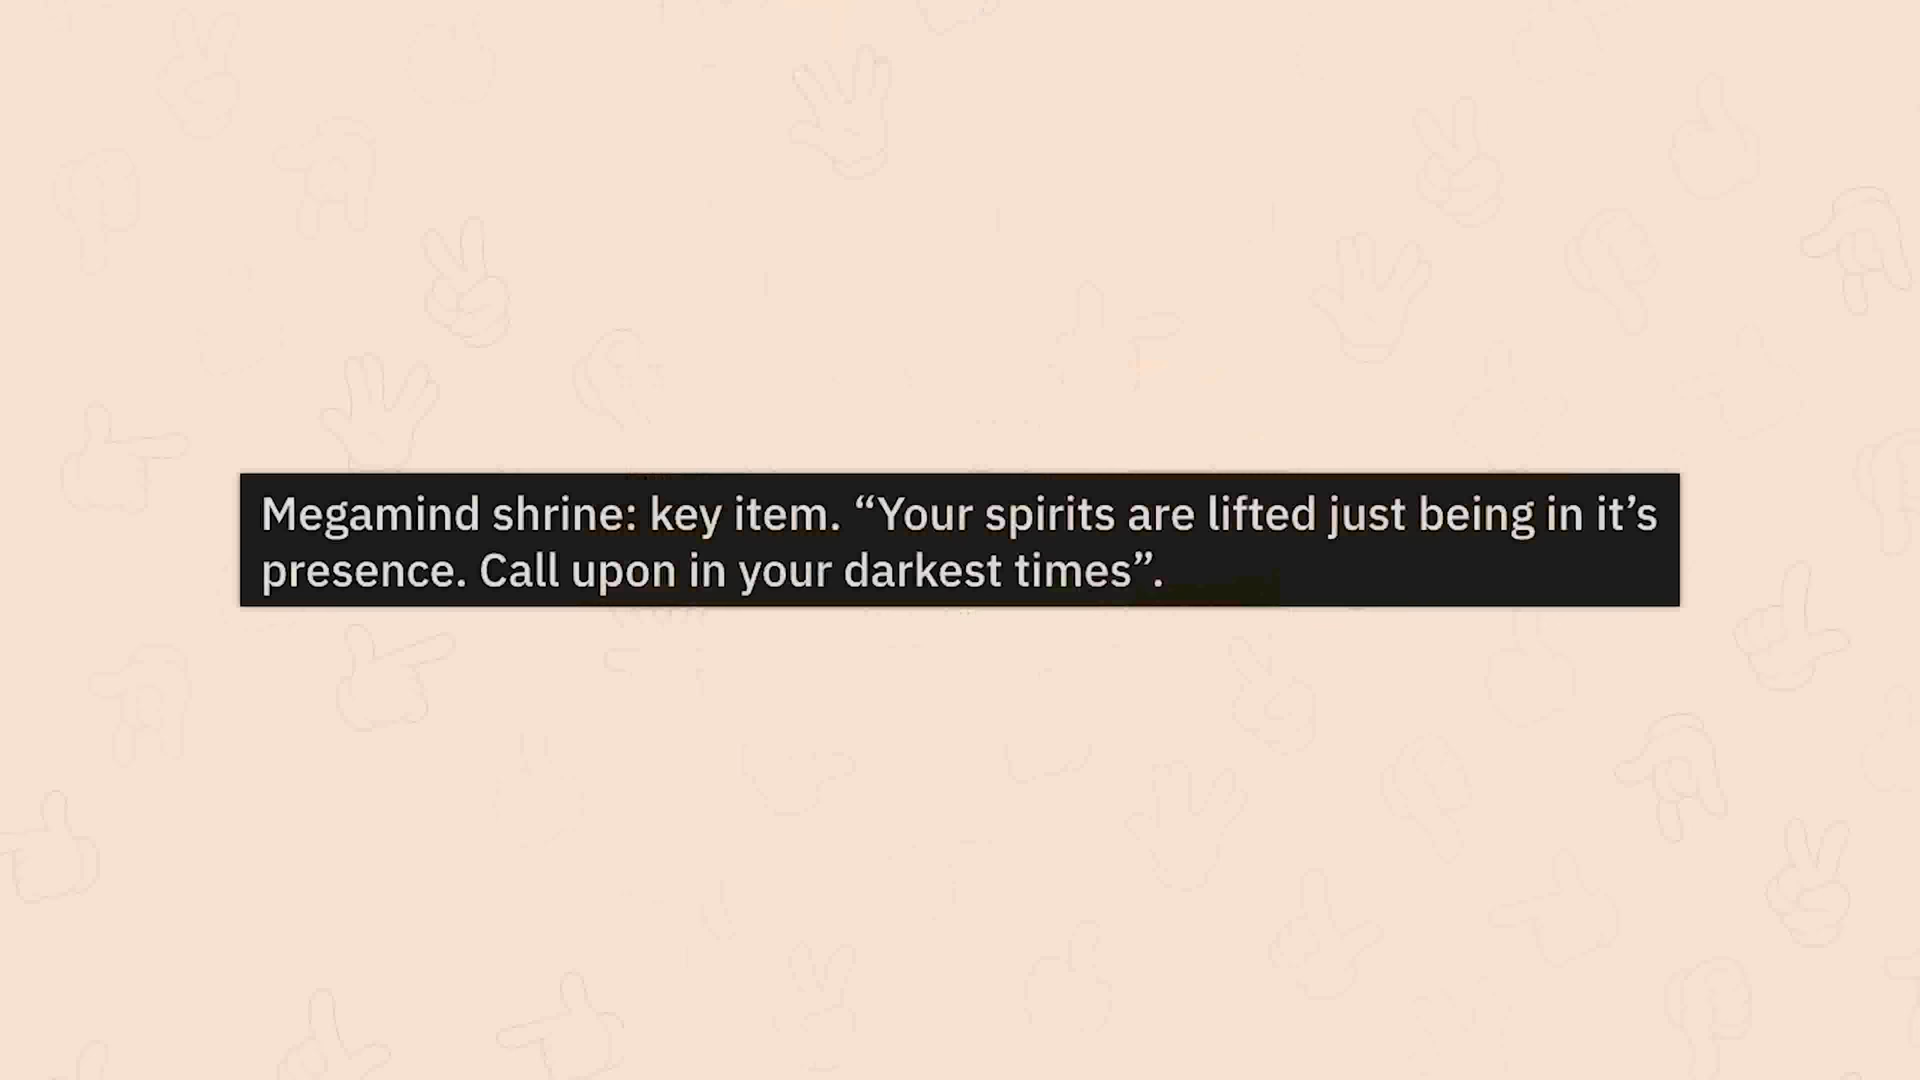 Megamind shrine: key item. “Your spirits are lifted just being in it’s
presence. Call upon in your darkest times”.